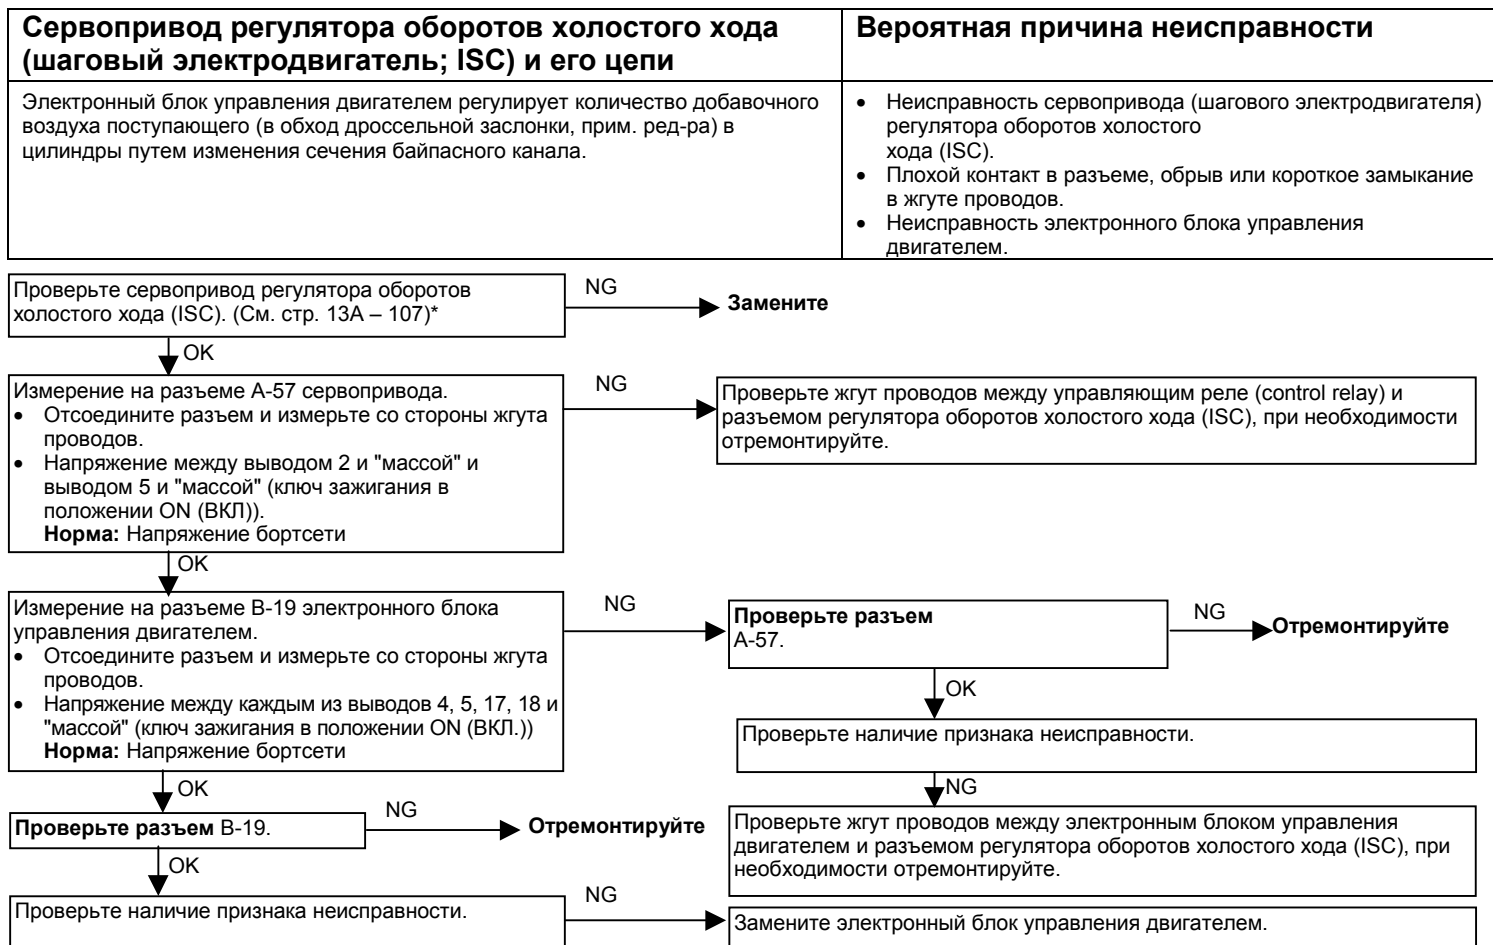 Сервопривод регулятора оборотов холостого хода
(шаговый электродвигатель; ISC) и его цепи
Вероятная причина неисправности
Электронный блок управления двигателем регулирует количество добавочного
воздуха поступающего (в обход дроссельной заслонки, прим. ред-ра) в
цилиндры путем изменения сечения байпасного канала.
• Неисправность сервопривода (шагового электродвигателя)
регулятора оборотов холостого
хода (ISC).
• Плохой контакт в разъеме, обрыв или короткое замыкание
в жгуте проводов.
• Неисправность электронного блока управления
двигателем.
Проверьте сервопривод регулятора оборотов
холостого хода (ISC). (См. стр. 13A – 107)*
NG
Замените
OK
Измерение на разъеме A-57 сервопривода.
• Отсоедините разъем и измерьте со стороны жгута
проводов.
• Напряжение между выводом 2 и "массой" и
выводом 5 и "массой" (ключ зажигания в
положении ON (ВКЛ)).
Норма: Напряжение бортсети
NG
Проверьте жгут проводов между управляющим реле (control relay) и
разъемом регулятора оборотов холостого хода (ISC), при необходимости
отремонтируйте.
OK
Измерение на разъеме B-19 электронного блока
управления двигателем.
• Отсоедините разъем и измерьте со стороны жгута
проводов.
• Напряжение между каждым из выводов 4, 5, 17, 18 и
"массой" (ключ зажигания в положении ON (ВКЛ.))
Норма: Напряжение бортсети
NG
Проверьте разъем
A-57.
NG
Отремонтируйте
OK
Проверьте наличие признака неисправности.
NG
Проверьте жгут проводов между электронным блоком управления
двигателем и разъемом регулятора оборотов холостого хода (ISC), при
необходимости отремонтируйте.
OK
Проверьте разъем B-19.
NG
Отремонтируйте
OK
Проверьте наличие признака неисправности.
NG
Замените электронный блок управления двигателем.